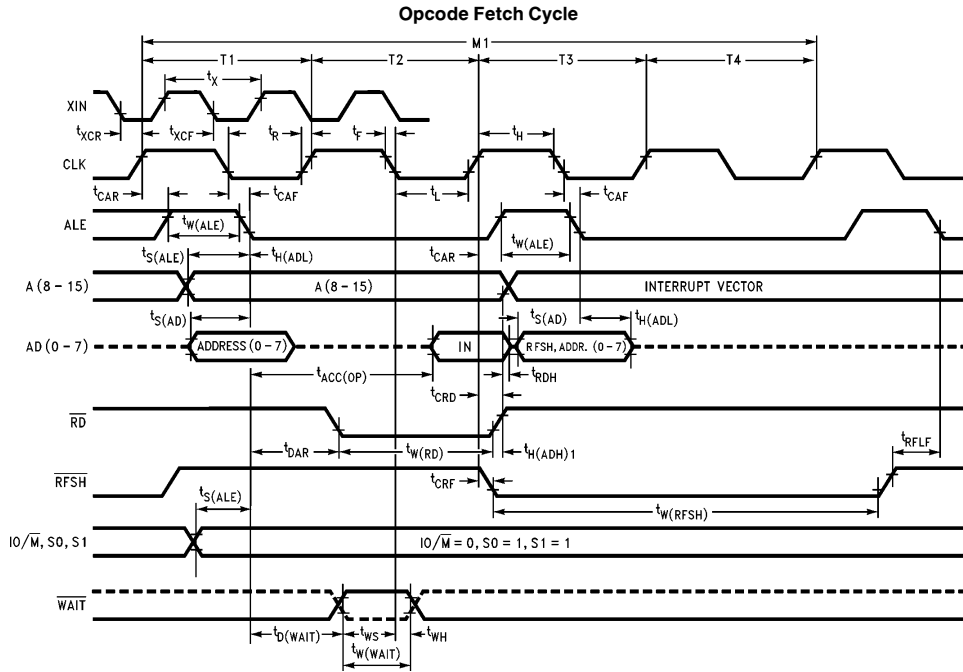 Opcode Fetch Cycle
M1
T1 T2 T3 T4
tX
XIN
tXCR tXCF tR tF tH
CLK
tCAR tCAF tL tCAF
ALE
tW(ALE) tW(ALE)
tS(ALE) tH(ADL) tCAR
A (8 – 15) A (8 – 15) INTERRUPT VECTOR
tS(AD) tS(AD) tH(ADL)
AD (0 – 7) ADDRESS (0 – 7) IN RFSH, ADDR. (0 – 7)
tACC(OP) tRDH
tCRD
RD
tDAR tW(RD) tH(ADH)1 tRFLF
RFSH
tCRF
tS(ALE) tW(RFSH)
IO/M, S0, S1 IO/M = 0, S0 = 1, S1 = 1
WAIT
tD(WAIT) tWS tWH
tW(WAIT)